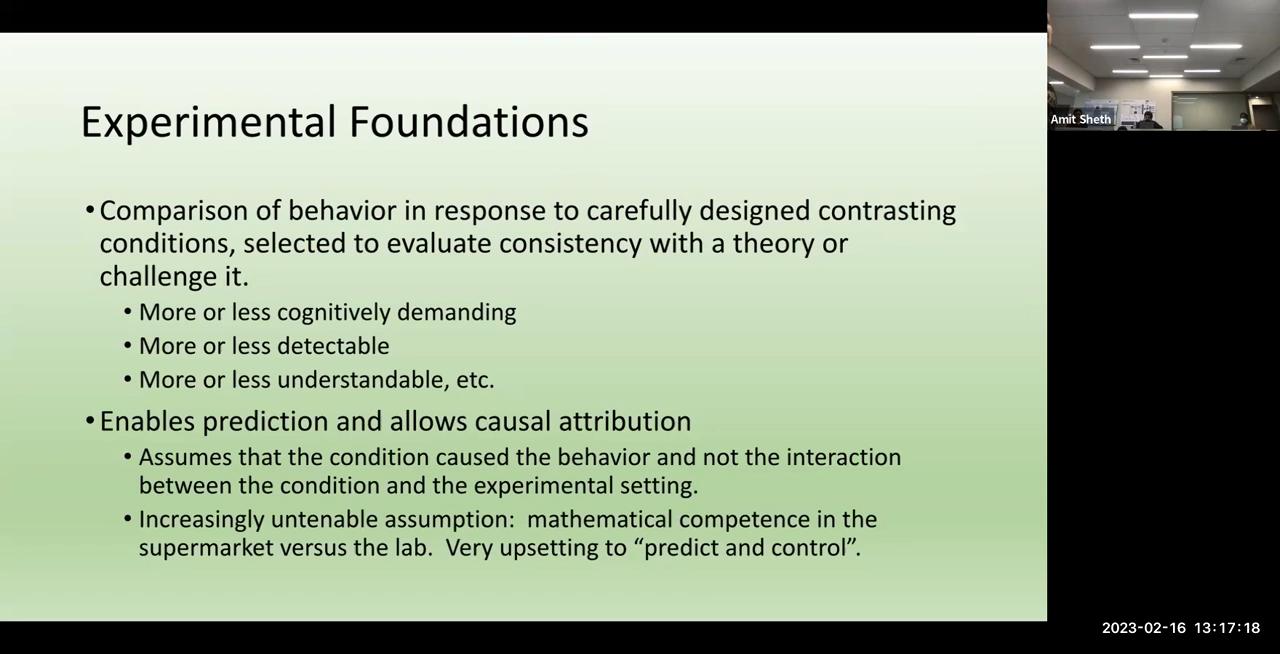 Experimental Foundations
•Comparison of behavior in response to carefully designed contrasting
conditions, selected to evaluate consistency with a theory or
challenge it.
• More or less cognitively demanding
• More or less detectable
• More or less understandable, etc.
•Enables prediction and allows causal attribution
• Assumes that the condition caused the behavior and not the interaction
between the condition and the experimental setting.
• Increasingly untenable assumption:  mathematical competence in the
supermarket versus the lab.  Very upsetting to “predict and control”.
Amit Sheth
2023-02-16 13:17:18